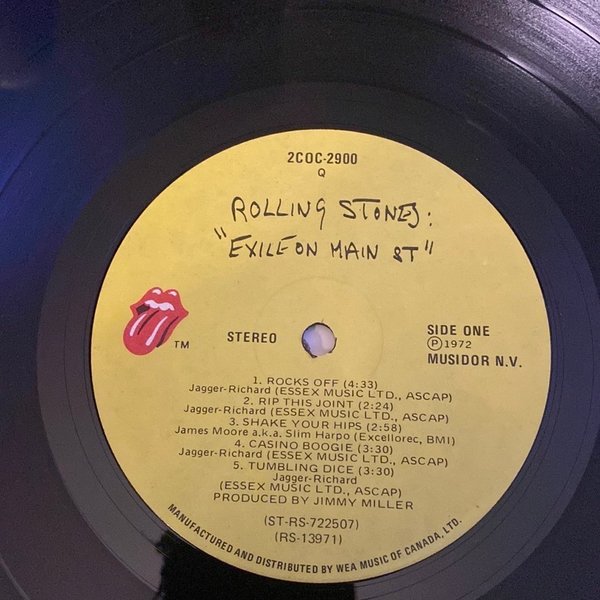 2COC-2900
Q
ROLLING STONES:
"EXILE ON MAIN ST"
TM
STEREO
SIDE ONE
Ⓟ 1972
MUSIDOR N.V.
1. ROCKS OFF (4:33)
Jagger-Richard (ESSEX MUSIC LTD., ASCAP)
2. RIP THIS JOINT (2:24)
Jagger-Richard (ESSEX MUSIC LTD., ASCAP)
3. SHAKE YOUR HIPS (2:58)
James Moore a.k.a. Slim Harpo (Excellorec, BMI)
4. CASINO BOOGIE (3:30)
Jagger-Richard (ESSEX MUSIC LTD., ASCAP)
5. TUMBLING DICE (3:30)
Jagger-Richard
(ESSEX MUSIC LTD., ASCAP)
PRODUCED BY JIMMY MILLER
(ST-RS-722507)
(RS-13971)
MANUFACTURED AND DISTRIBUTED BY WEA MUSIC OF CANADA, LTD.